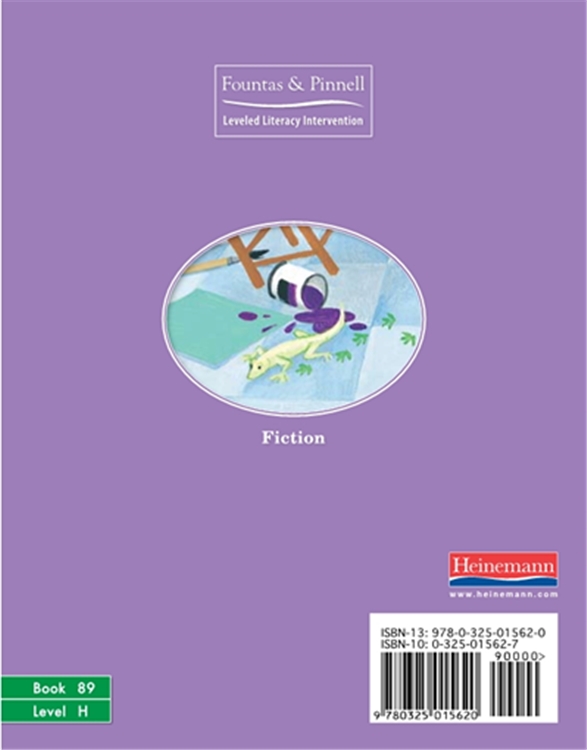 Fountas & Pinnell
Leveled Literacy Intervention
Fiction
Heinemann
www.heinemann.com
ISBN-13: 978-0-325-01562-0
ISBN-10: 0-325-01562-7
90000>
9 780325 015620
Book 89
Level H